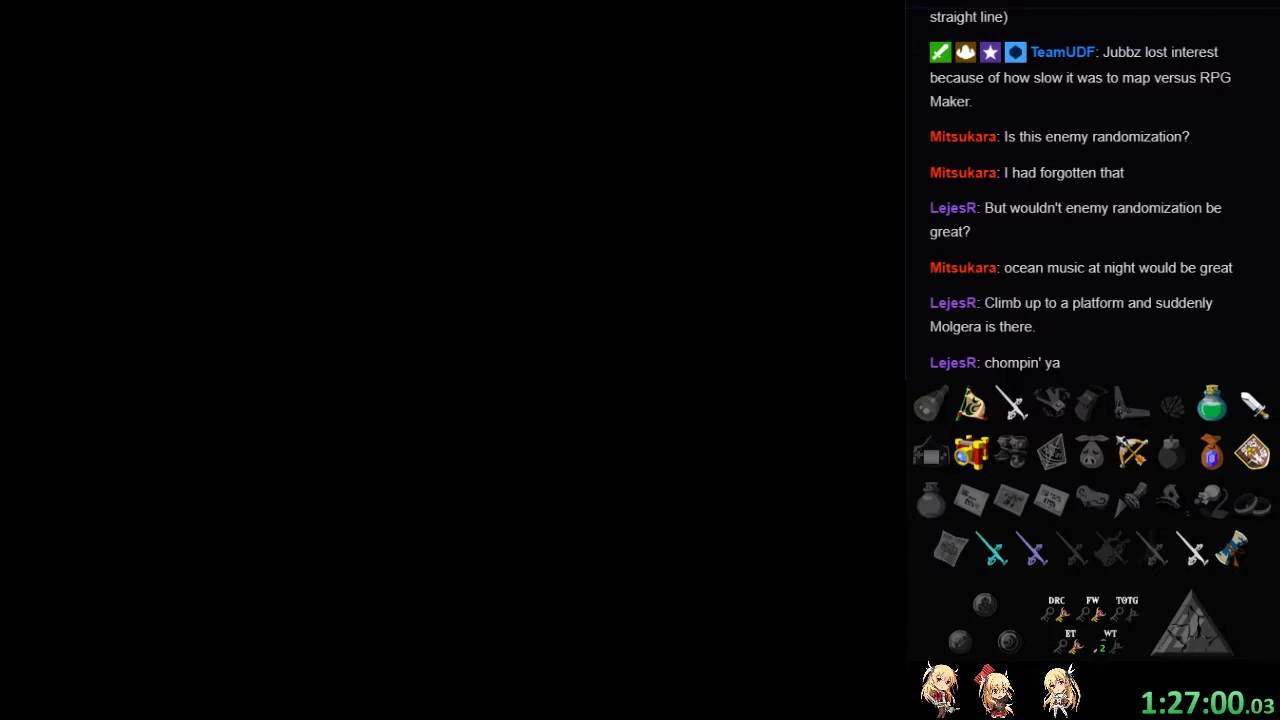 straight line)
TeamUDF: Jubbz lost interest
because of how slow it was to map versus RPG
Maker.
Mitsukara: Is this enemy randomization?
Mitsukara: I had forgotten that
LejesR: But wouldn't enemy randomization be
great?
Mitsukara: ocean music at night would be great
LejesR: Climb up to a platform and suddenly
Molgera is there.
LejesR: chompin' ya
DRC FW TOTG
ET WT
2
1:27:00.03